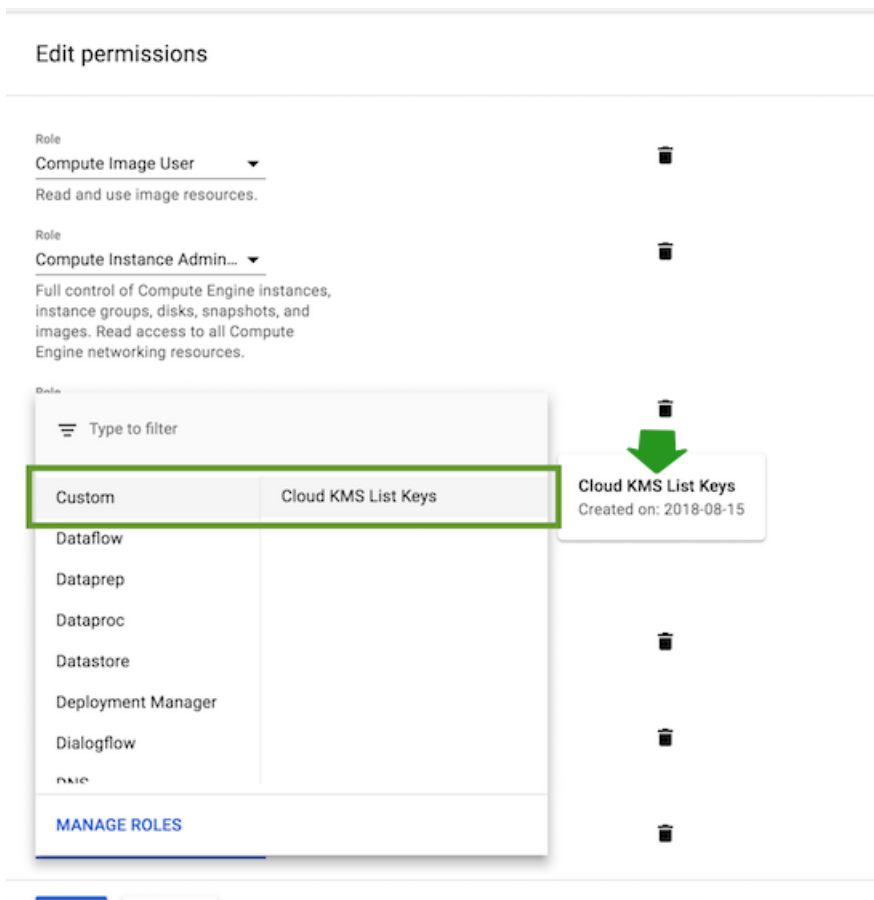 Edit permissions
Role
Compute Image User
Read and use image resources.
Role
Compute Instance Admin...
Full control of Compute Engine instances,
instance groups, disks, snapshots, and
images. Read access to all Compute
Engine networking resources.
Role
Type to filter
Custom
Cloud KMS List Keys
Cloud KMS List Keys
Created on: 2018-08-15
Dataflow
Dataprep
Dataproc
Datastore
Deployment Manager
Dialogflow
DNS
MANAGE ROLES